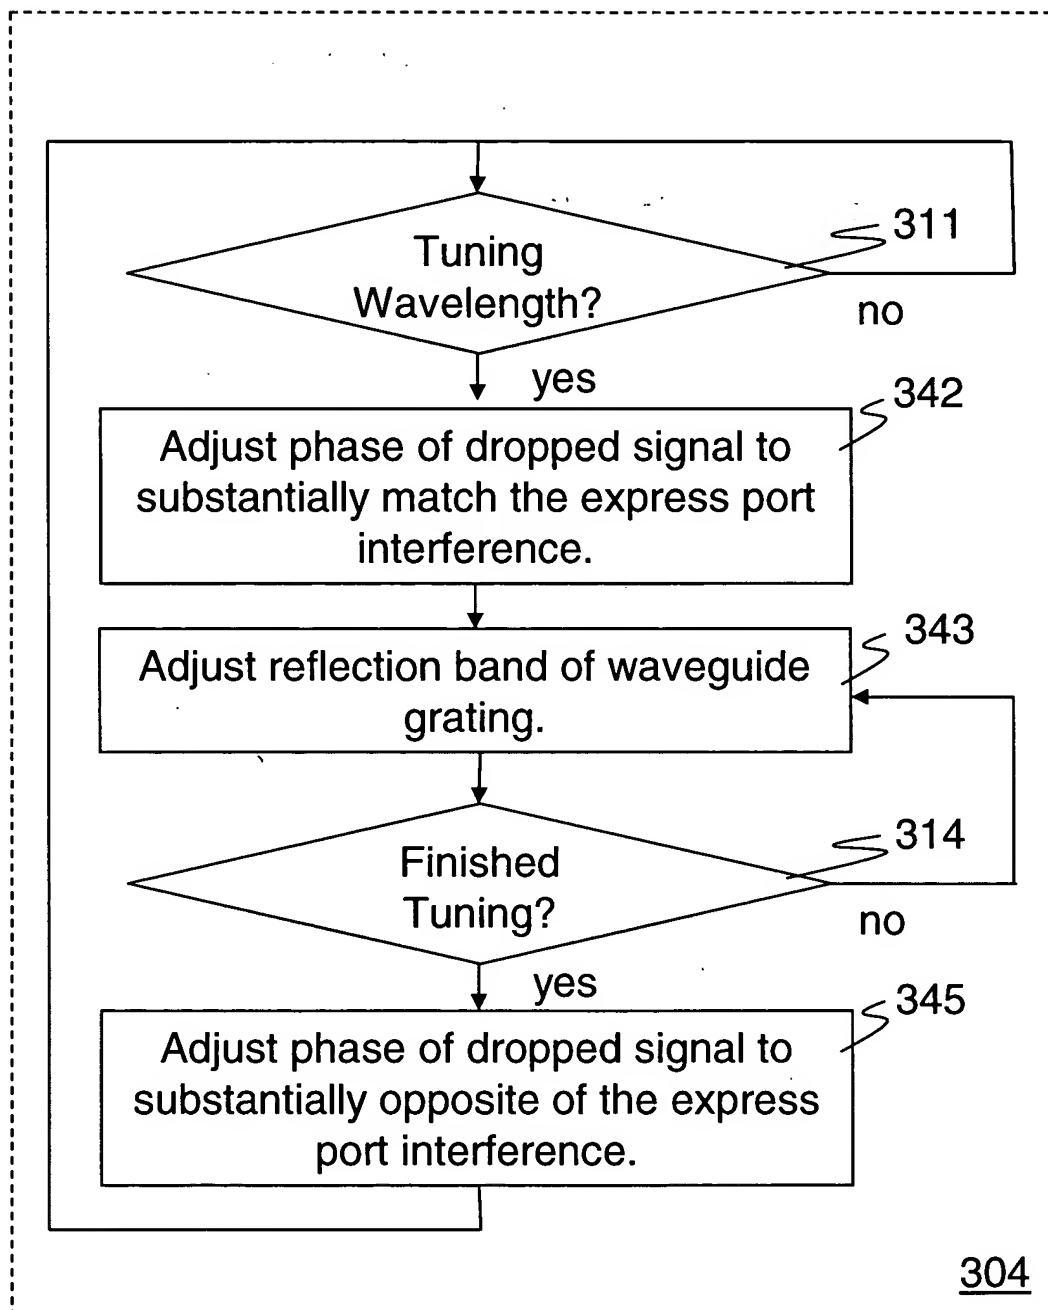 Tuning
Wavelength?
311
no
yes
342
Adjust phase of dropped signal to
substantially match the express port
interference.
343
Adjust reflection band of waveguide
grating.
314
Finished
Tuning?
no
yes
345
Adjust phase of dropped signal to
substantially opposite of the express
port interference.
304